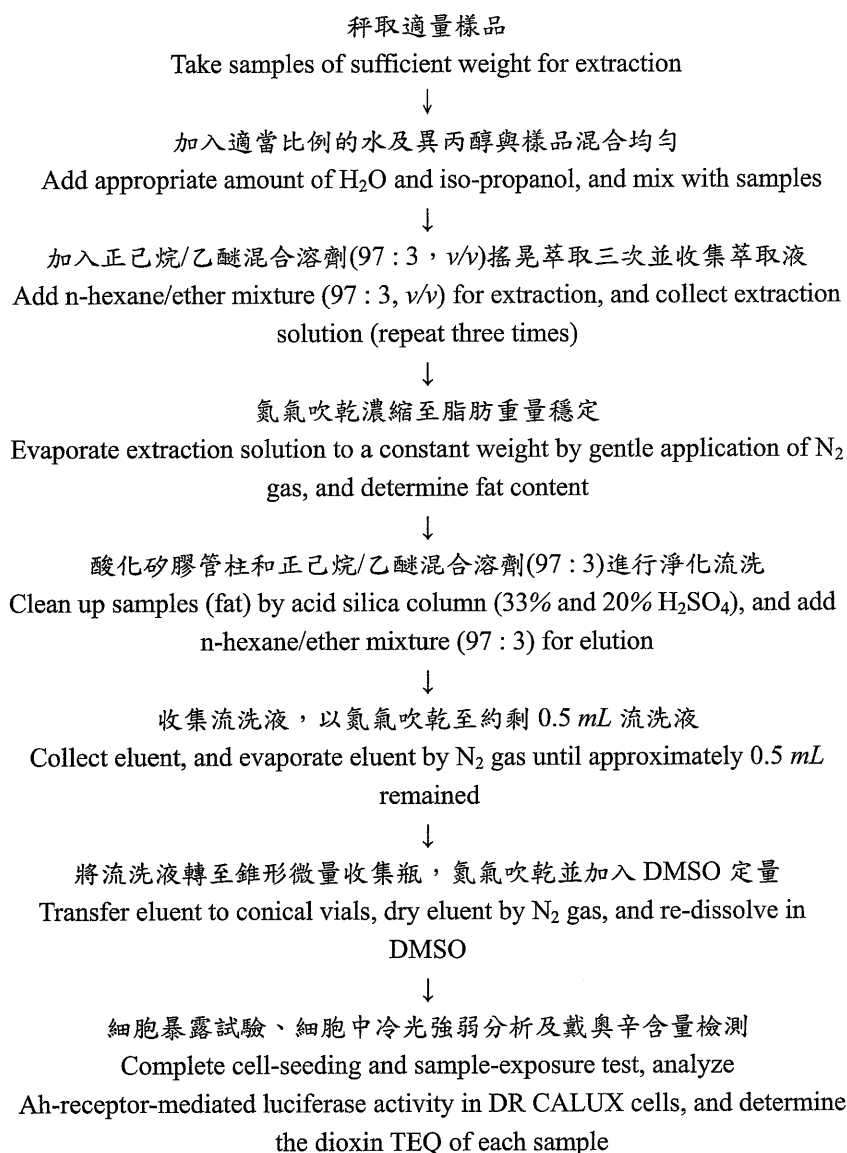 秤取適量樣品
Take samples of sufficient weight for extraction
↓
加入適當比例的水及異丙醇與樣品混合均勻
Add appropriate amount of H₂O and iso-propanol, and mix with samples
↓
加入正己烷/乙醚混合溶劑(97 : 3，v/v)搖晃萃取三次並收集萃取液
Add n-hexane/ether mixture (97 : 3, v/v) for extraction, and collect extraction
solution (repeat three times)
↓
氮氣吹乾濃縮至脂肪重量穩定
Evaporate extraction solution to a constant weight by gentle application of N₂
gas, and determine fat content
↓
酸化矽膠管柱和正己烷/乙醚混合溶劑(97 : 3)進行淨化流洗
Clean up samples (fat) by acid silica column (33% and 20% H₂SO₄), and add
n-hexane/ether mixture (97 : 3) for elution
↓
收集流洗液，以氮氣吹乾至約剩 0.5 mL 流洗液
Collect eluent, and evaporate eluent by N₂ gas until approximately 0.5 mL
remained
↓
將流洗液轉至錐形微量收集瓶，氮氣吹乾並加入 DMSO 定量
Transfer eluent to conical vials, dry eluent by N₂ gas, and re-dissolve in
DMSO
↓
細胞暴露試驗、細胞中冷光強弱分析及戴奧辛含量檢測
Complete cell-seeding and sample-exposure test, analyze
Ah-receptor-mediated luciferase activity in DR CALUX cells, and determine
the dioxin TEQ of each sample